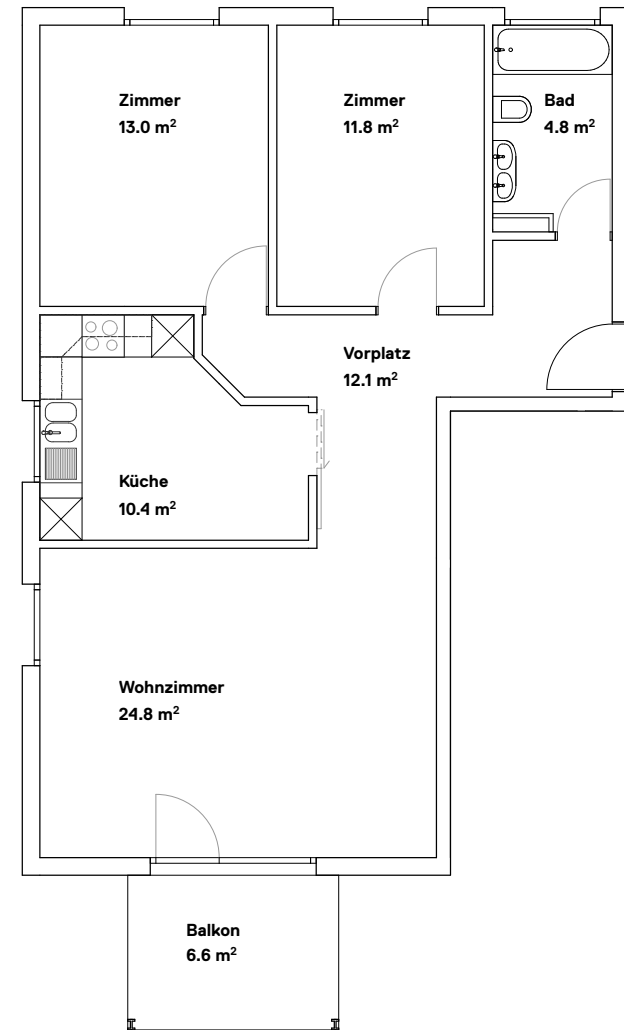 Zimmer
13.0 m²
Zimmer
11.8 m²
Bad
4.8 m²
Vorplatz
12.1 m²
Küche
10.4 m²
Wohnzimmer
24.8 m²
Balkon
6.6 m²